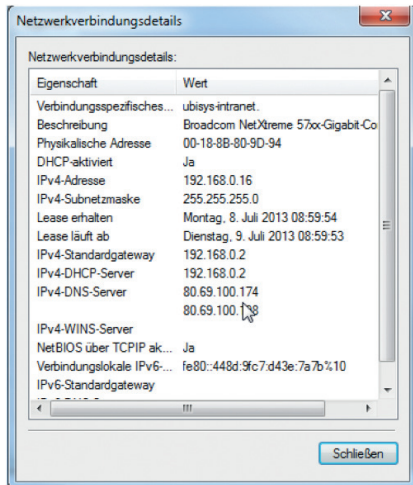 Netzwerkverbindungsdetails
Netzwerkverbindungsdetails:
Eigenschaft Wert
Verbindungsspezifisches... ubisys-intranet.
Beschreibung Broadcom NetXtreme 57xx-Gigabit-Co
Physikalische Adresse 00-18-8B-80-9D-94
DHCP-aktiviert Ja
IPv4-Adresse 192.168.0.16
IPv4-Subnetzmaske 255.255.255.0
Lease erhalten Montag, 8. Juli 2013 08:59:54
Lease läuft ab Dienstag, 9. Juli 2013 08:59:53
IPv4-Standardgateway 192.168.0.2
IPv4-DHCP-Server 192.168.0.2
IPv4-DNS-Server 80.69.100.174
IPv4-WINS-Server
NetBIOS über TCPIP ak... Ja
Verbindungslokale IPv6-... fe80::448d:9fc7:d43e:7a7b%10
IPv6-Standardgateway
Schließen